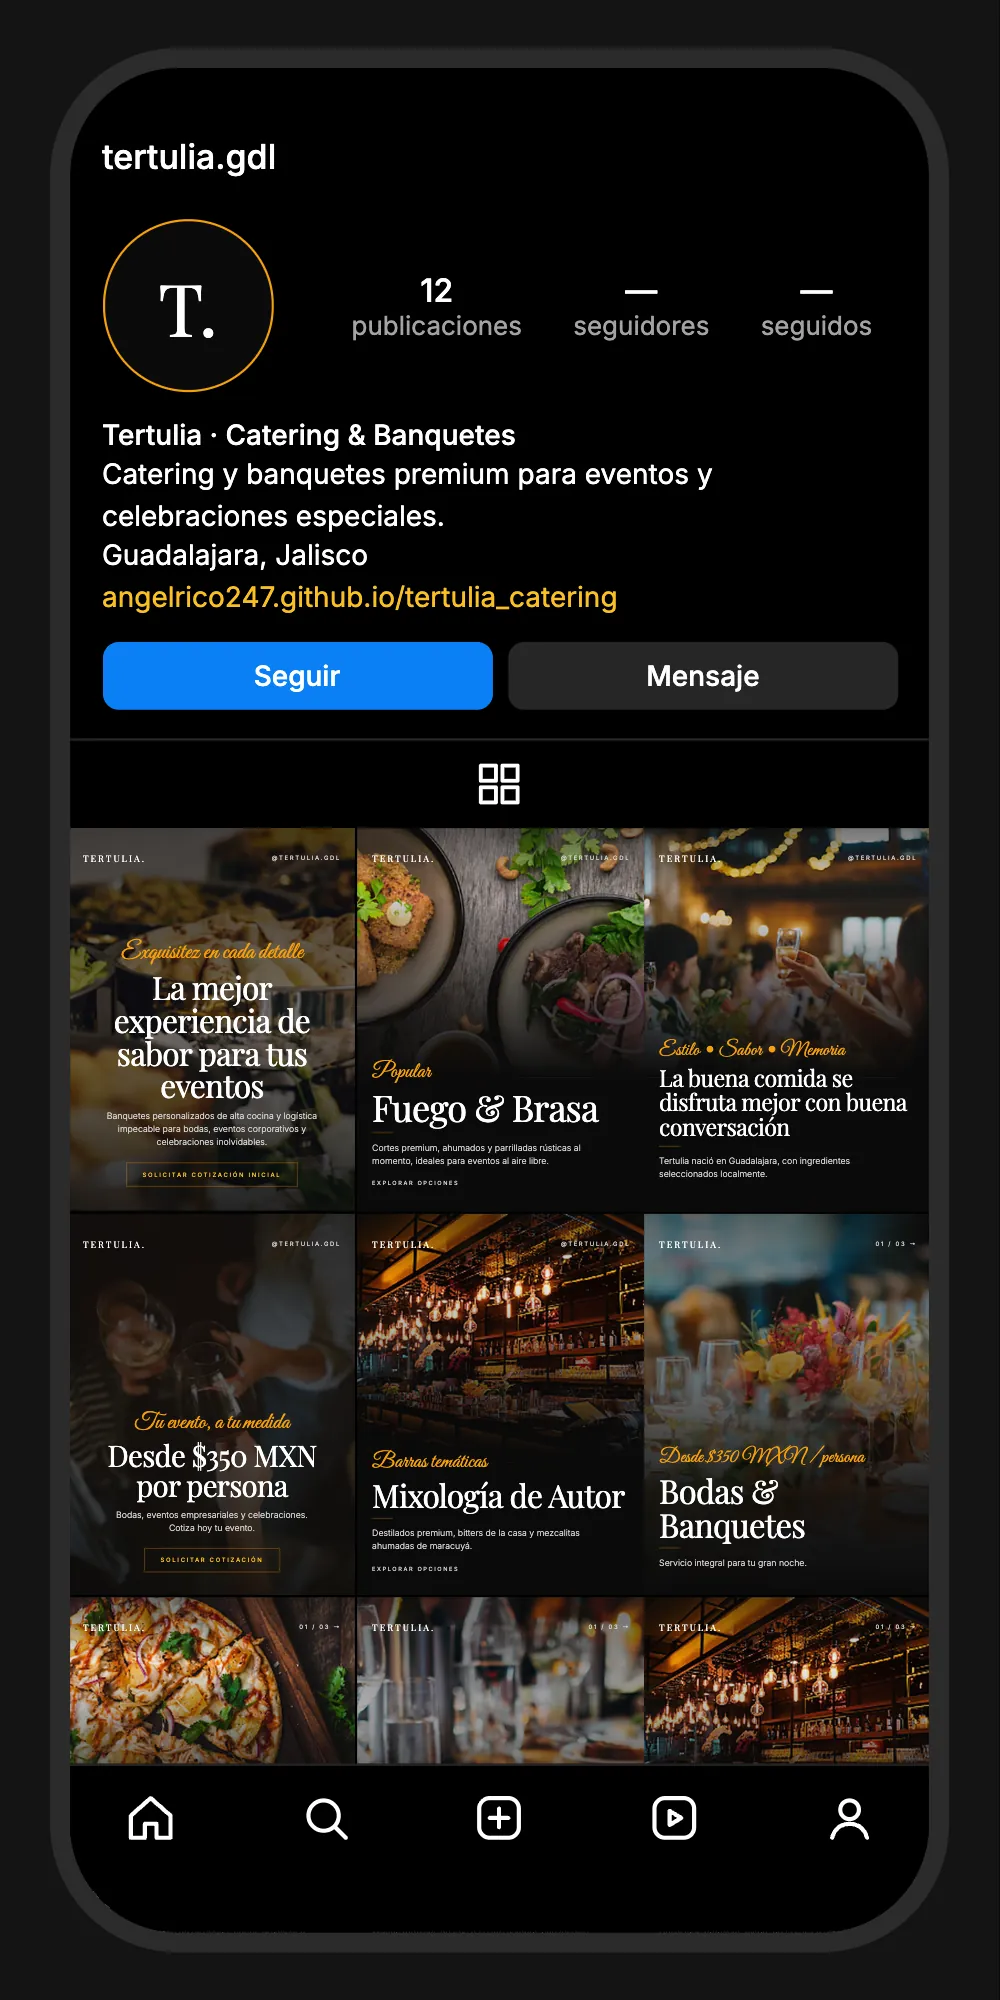 tertulia.gdl
T.
12
publicaciones
—
seguidores
—
seguidos
Tertulia · Catering & Banquetes
Catering y banquetes premium para eventos y
celebraciones especiales.
Guadalajara, Jalisco
angelrico247.github.io/tertulia_catering
Seguir
Mensaje
TERTULIA.
@TERTULIA.GDL
Exquisitez en cada detalle
La mejor
experiencia de
sabor para tus
eventos
Banquetes personalizados de alta cocina y logística
impecable para bodas, eventos corporativos y
celebraciones inolvidables.
SOLICITAR COTIZACIÓN INICIAL
TERTULIA.
@TERTULIA.GDL
Popular
Fuego & Brasa
Cortes premium, ahumados y parrilladas rústicas al
momento, ideales para eventos al aire libre.
EXPLORAR OPCIONES
TERTULIA.
@TERTULIA.GDL
Estilo • Sabor • Memoria
La buena comida se
disfruta mejor con buena
conversación
Tertulia nació en Guadalajara, con ingredientes
seleccionados localmente.
TERTULIA.
@TERTULIA.GDL
Tu evento, a tu medida
Desde $350 MXN
por persona
Bodas, eventos empresariales y celebraciones.
Cotiza hoy tu evento.
SOLICITAR COTIZACIÓN
TERTULIA.
@TERTULIA.GDL
Barras temáticas
Mixología de Autor
Destilados premium, bitters de la casa y mezcalitas
ahumadas de maracuyá.
EXPLORAR OPCIONES
TERTULIA.
01 / 03 →
Desde $350 MXN / persona
Bodas &
Banquetes
Servicio integral para tu gran noche.
TERTULIA.
01 / 03 →
TERTULIA.
01 / 03 →
TERTULIA.
01 / 03 →